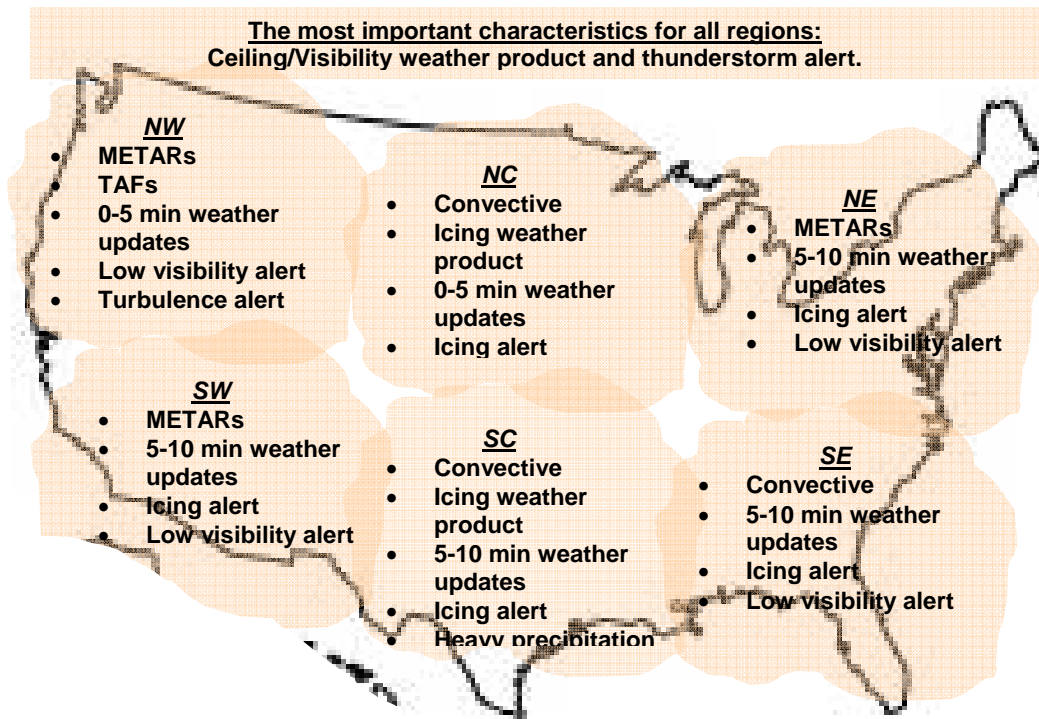 The most important characteristics for all regions:
Ceiling/Visibility weather product and thunderstorm alert.
NW
• METARs
• TAFs
• 0-5 min weather
updates
• Low visibility alert
• Turbulence alert
NC
• Convective
• Icing weather
product
• 0-5 min weather
updates
• Icing alert
NE
• METARs
• 5-10 min weather
updates
• Icing alert
• Low visibility alert
SW
• METARs
• 5-10 min weather
updates
• Icing alert
• Low visibility alert
SC
• Convective
• Icing weather
product
• 5-10 min weather
updates
• Icing alert
• Heavy precipitation
SE
• Convective
• 5-10 min weather
updates
• Icing alert
• Low visibility alert